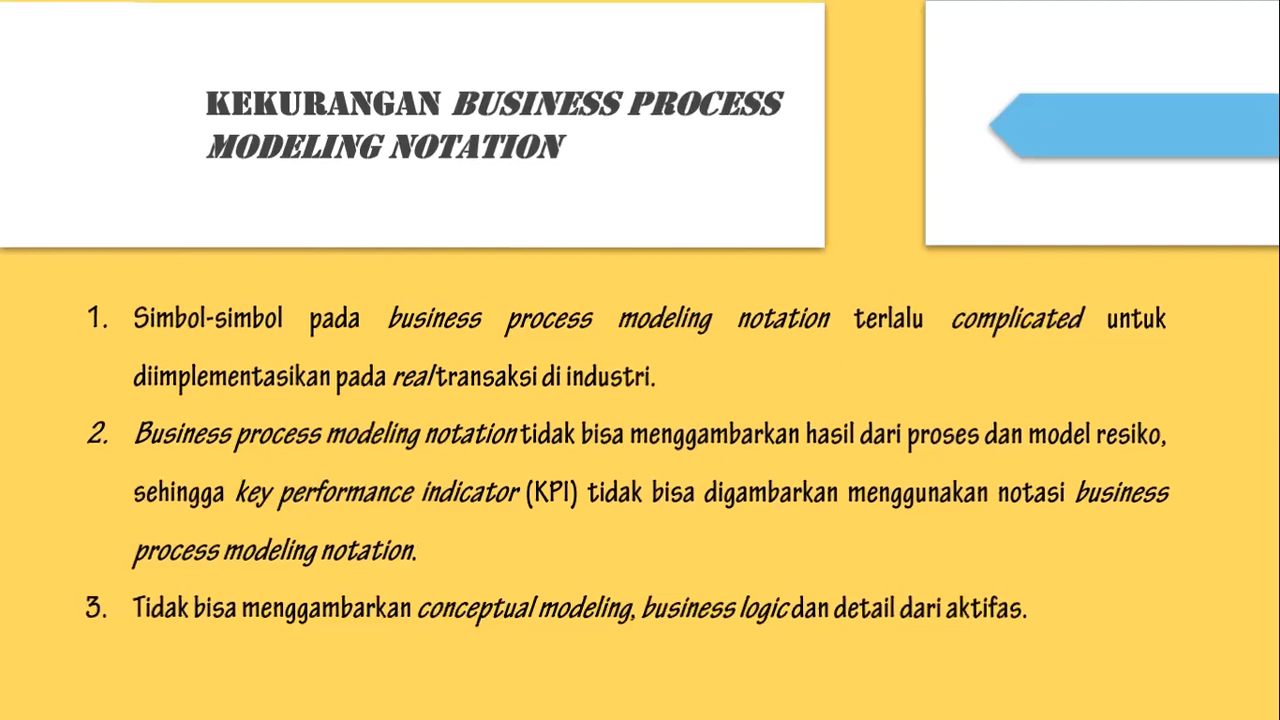 KEKURANGAN BUSINESS PROCESS
MODELING NOTATION
1. Simbol-simbol pada business process modeling notation terlalu complicated untuk
diimplementasikan pada real transaksi di industri.
2. Business process modeling notation tidak bisa menggambarkan hasil dari proses dan model resiko,
sehingga key performance indicator (KPI) tidak bisa digambarkan menggunakan notasi business
process modeling notation.
3. Tidak bisa menggambarkan conceptual modeling, business logic dan detail dari aktifas.